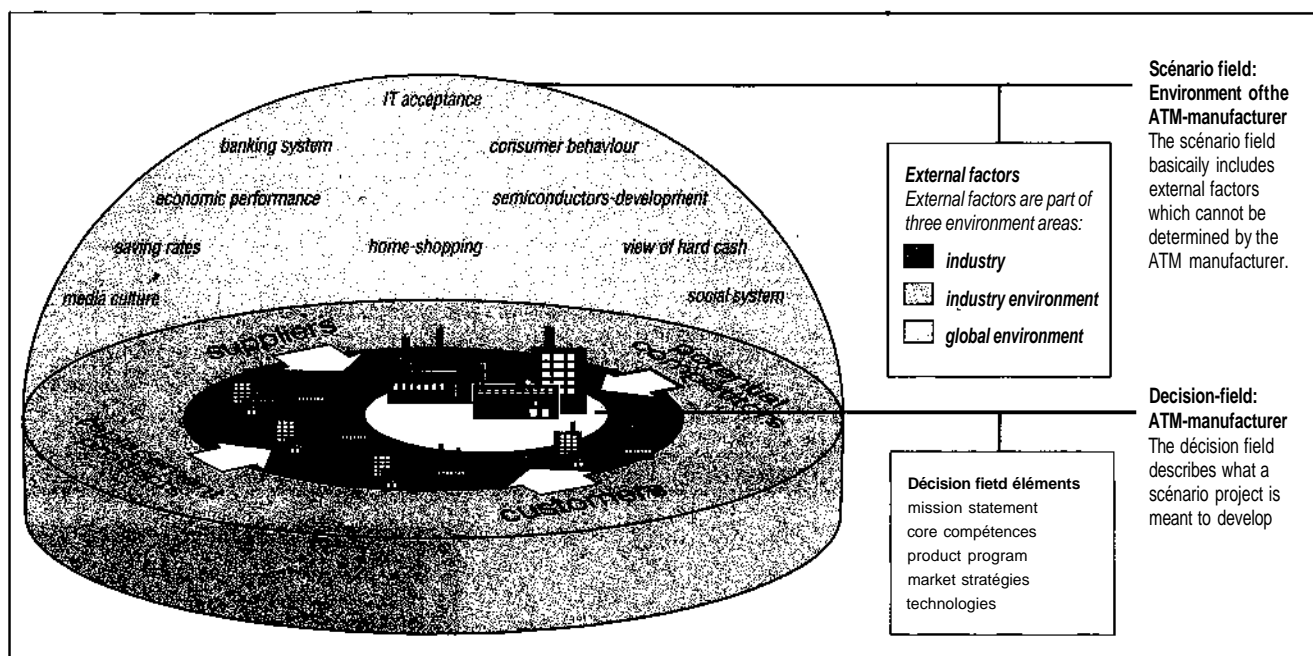 IT acceptance
banking system
consumer behaviour
economic performance
semiconductors-development
saving rates
home-shopping
view of hard cash
media culture
social system
suppliers
potential
customers
External factors
External factors are part of
three environment areas:
industry
industry environment
global environment
Décision fietd éléments
mission statement
core compétences
product program
market stratégies
technologies
Scénario field:
Environment ofthe
ATM-manufacturer
The scénario field
basicaily includes
external factors
which cannot be
determined by the
ATM manufacturer.
Decision-field:
ATM-manufacturer
The décision field
describes what a
scénario project is
meant to develop